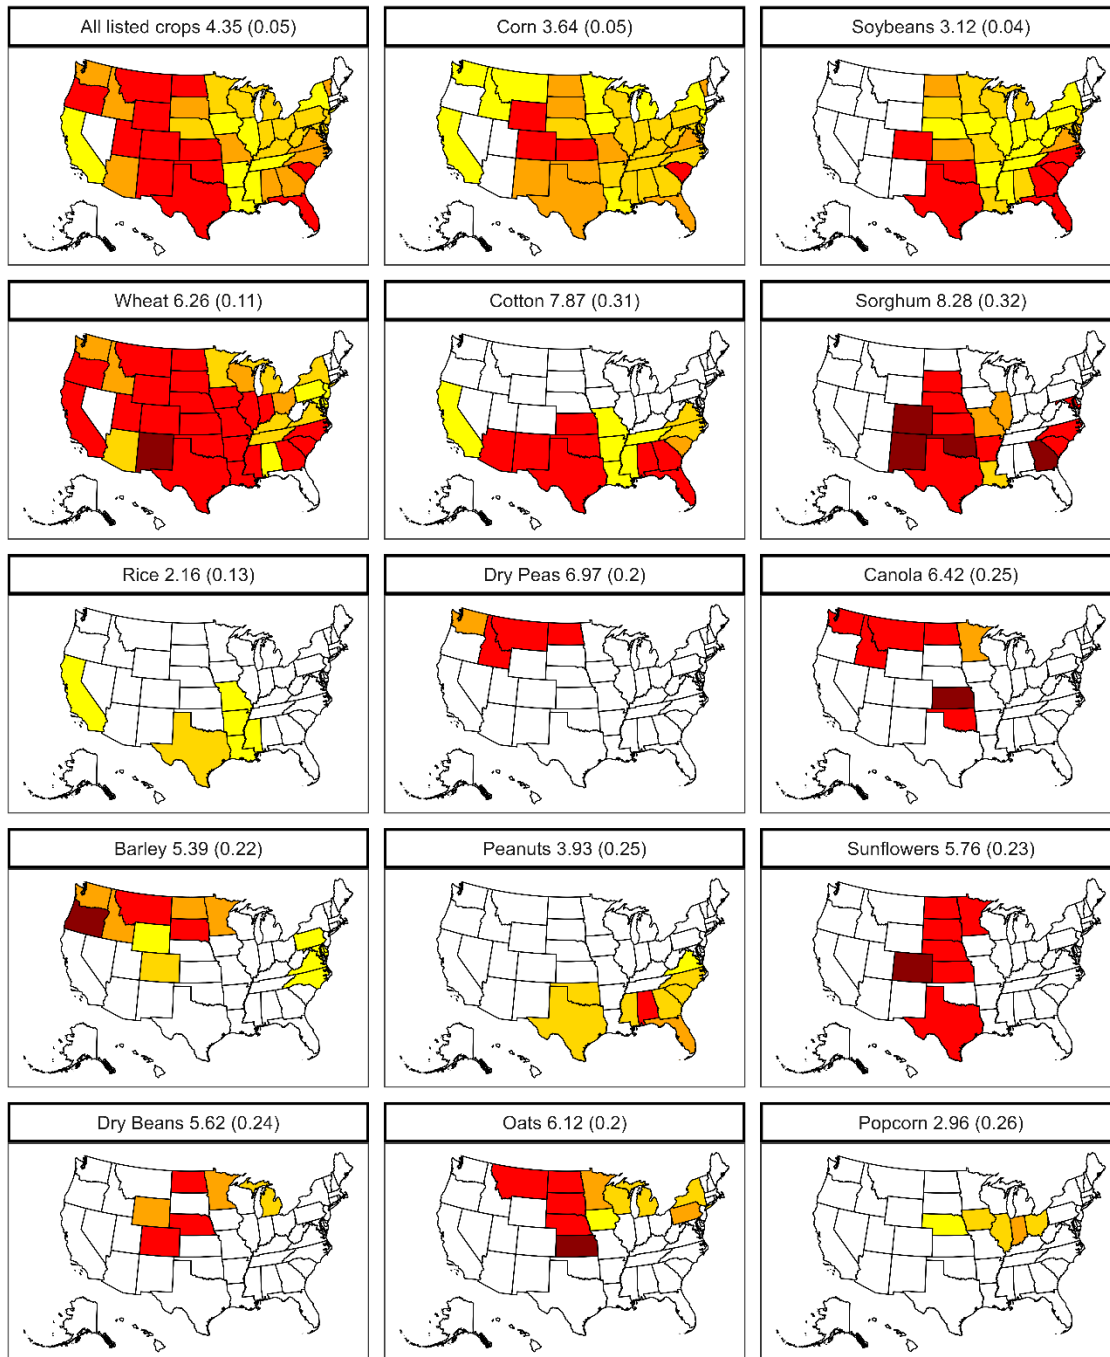 All listed crops 4.35 (0.05)
Corn 3.64 (0.05)
Soybeans 3.12 (0.04)
Wheat 6.26 (0.11)
Cotton 7.87 (0.31)
Sorghum 8.28 (0.32)
Rice 2.16 (0.13)
Dry Peas 6.97 (0.2)
Canola 6.42 (0.25)
Barley 5.39 (0.22)
Peanuts 3.93 (0.25)
Sunflowers 5.76 (0.23)
Dry Beans 5.62 (0.24)
Oats 6.12 (0.2)
Popcorn 2.96 (0.26)